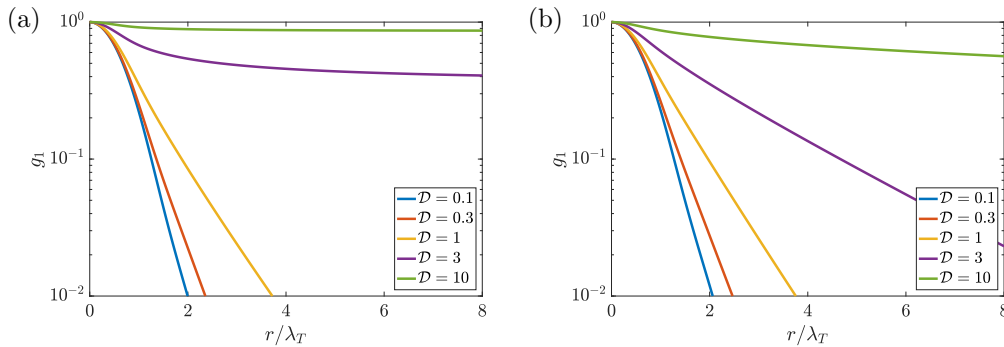 (a)
10^0
10^{-1}
10^{-2}
g_1
0 2 4 6 8
r/λ_T
𝒟 = 0.1
𝒟 = 0.3
𝒟 = 1
𝒟 = 3
𝒟 = 10
(b)
10^0
10^{-1}
10^{-2}
g_1
0 2 4 6 8
r/λ_T
𝒟 = 0.1
𝒟 = 0.3
𝒟 = 1
𝒟 = 3
𝒟 = 10